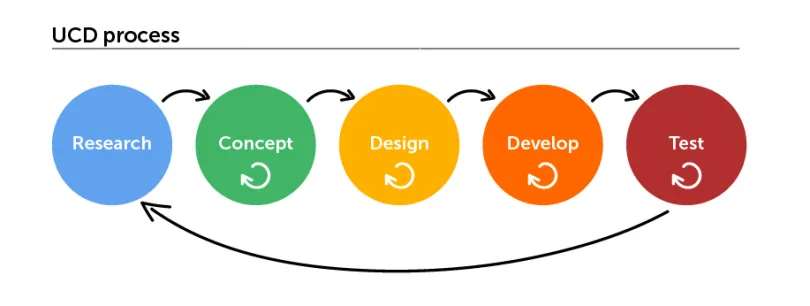 UCD process
Research
Concept
Design
Develop
Test